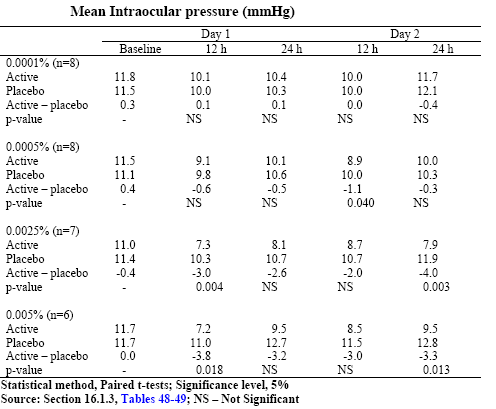 Mean Intraocular pressure (mmHg)
Day 1 Day 2
Baseline 12 h 24 h 12 h 24 h
0.0001% (n=8)
Active 11.8 10.1 10.4 10.0 11.7
Placebo 11.5 10.0 10.3 10.0 12.1
Active – placebo 0.3 0.1 0.1 0.0 -0.4
p-value - NS NS NS NS
0.0005% (n=8)
Active 11.5 9.1 10.1 8.9 10.0
Placebo 11.1 9.8 10.6 10.0 10.3
Active – placebo 0.4 -0.6 -0.5 -1.1 -0.3
p-value - NS NS 0.040 NS
0.0025% (n=7)
Active 11.0 7.3 8.1 8.7 7.9
Placebo 11.4 10.3 10.7 10.7 11.9
Active – placebo -0.4 -3.0 -2.6 -2.0 -4.0
p-value - 0.004 NS NS 0.003
0.005% (n=6)
Active 11.7 7.2 9.5 8.5 9.5
Placebo 11.7 11.0 12.7 11.5 12.8
Active – placebo 0.0 -3.8 -3.2 -3.0 -3.3
p-value - 0.018 NS NS 0.013
Statistical method, Paired t-tests; Significance level, 5%
Source: Section 16.1.3, Tables 48-49; NS – Not Significant